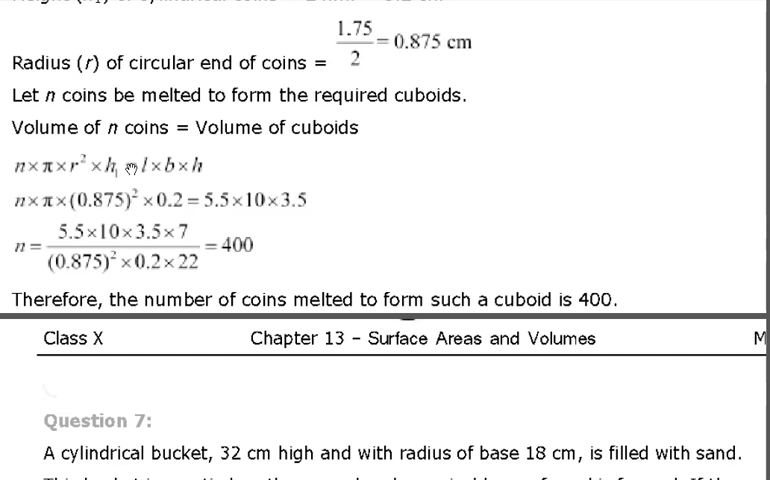 1.75
Radius (r) of circular end of coins = 2 = 0.875 cm
Let n coins be melted to form the required cuboids.
Volume of n coins = Volume of cuboids
n×π×r²×h₁ l×b×h
n×π×(0.875)²×0.2=5.5×10×3.5
5.5×10×3.5×7
n= =400
(0.875)²×0.2×22
Therefore, the number of coins melted to form such a cuboid is 400.
Class X Chapter 13 – Surface Areas and Volumes M
Question 7:
A cylindrical bucket, 32 cm high and with radius of base 18 cm, is filled with sand.